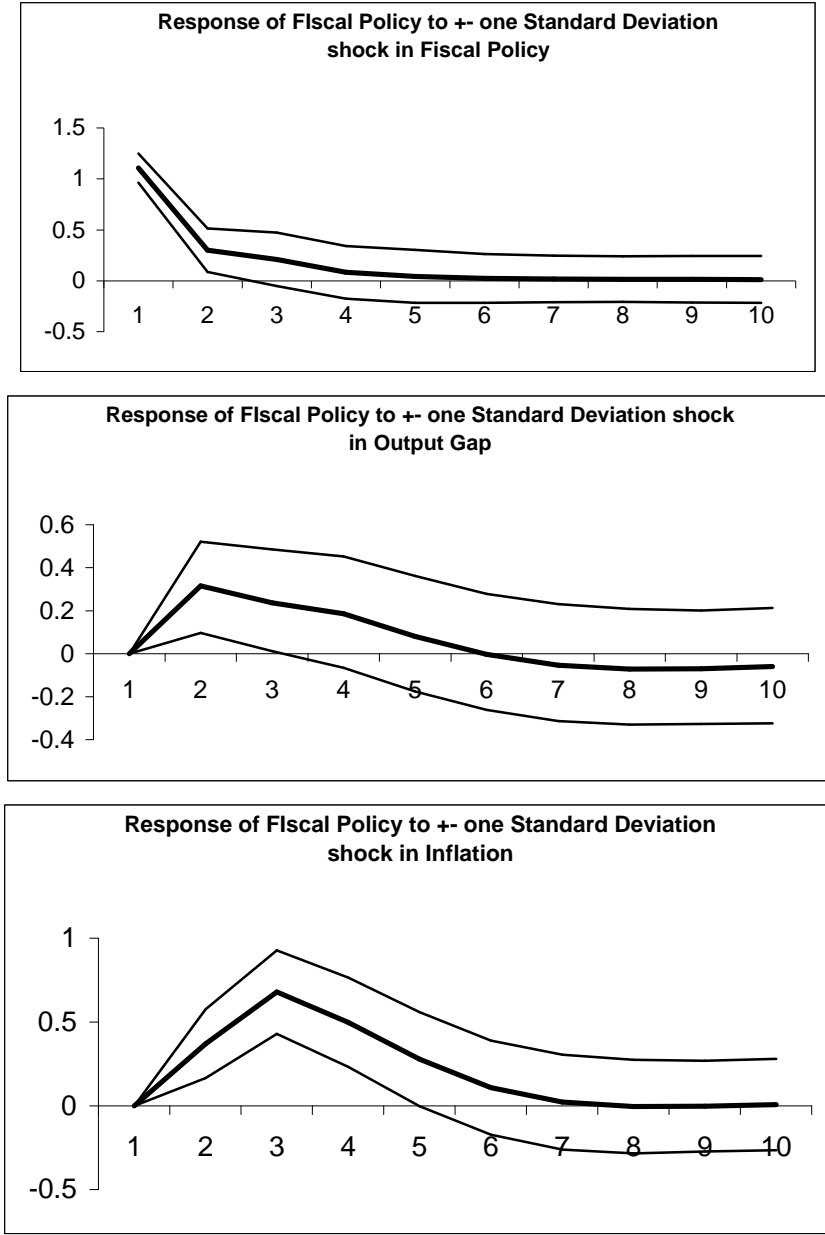 Response of FIscal Policy to +- one Standard Deviation
shock in Fiscal Policy
1.5
1
0.5
0
-0.5
1 2 3 4 5 6 7 8 9 10
Response of FIscal Policy to +- one Standard Deviation shock
in Output Gap
0.6
0.4
0.2
0
-0.2
-0.4
1 2 3 4 5 6 7 8 9 10
Response of FIscal Policy to +- one Standard Deviation
shock in Inflation
1
0.5
0
-0.5
1 2 3 4 5 6 7 8 9 10